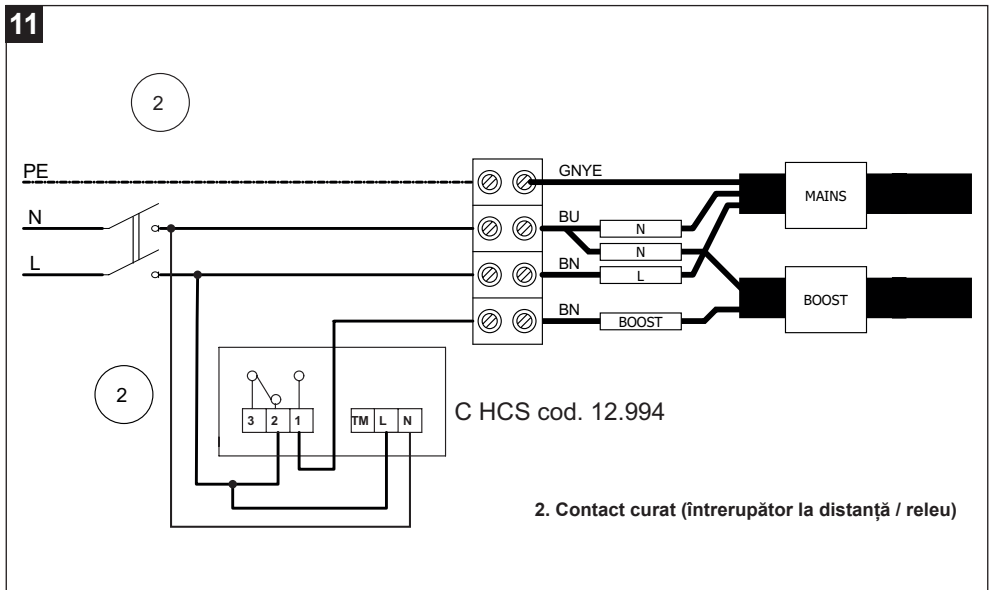 11
2
PE
GNYE
MAINS
N
BU
N
N
L
BN
L
BOOST
BN
BOOST
2
3 2 1
TM L N
C HCS cod. 12.994
2. Contact curat (întrerupător la distanță / releu)